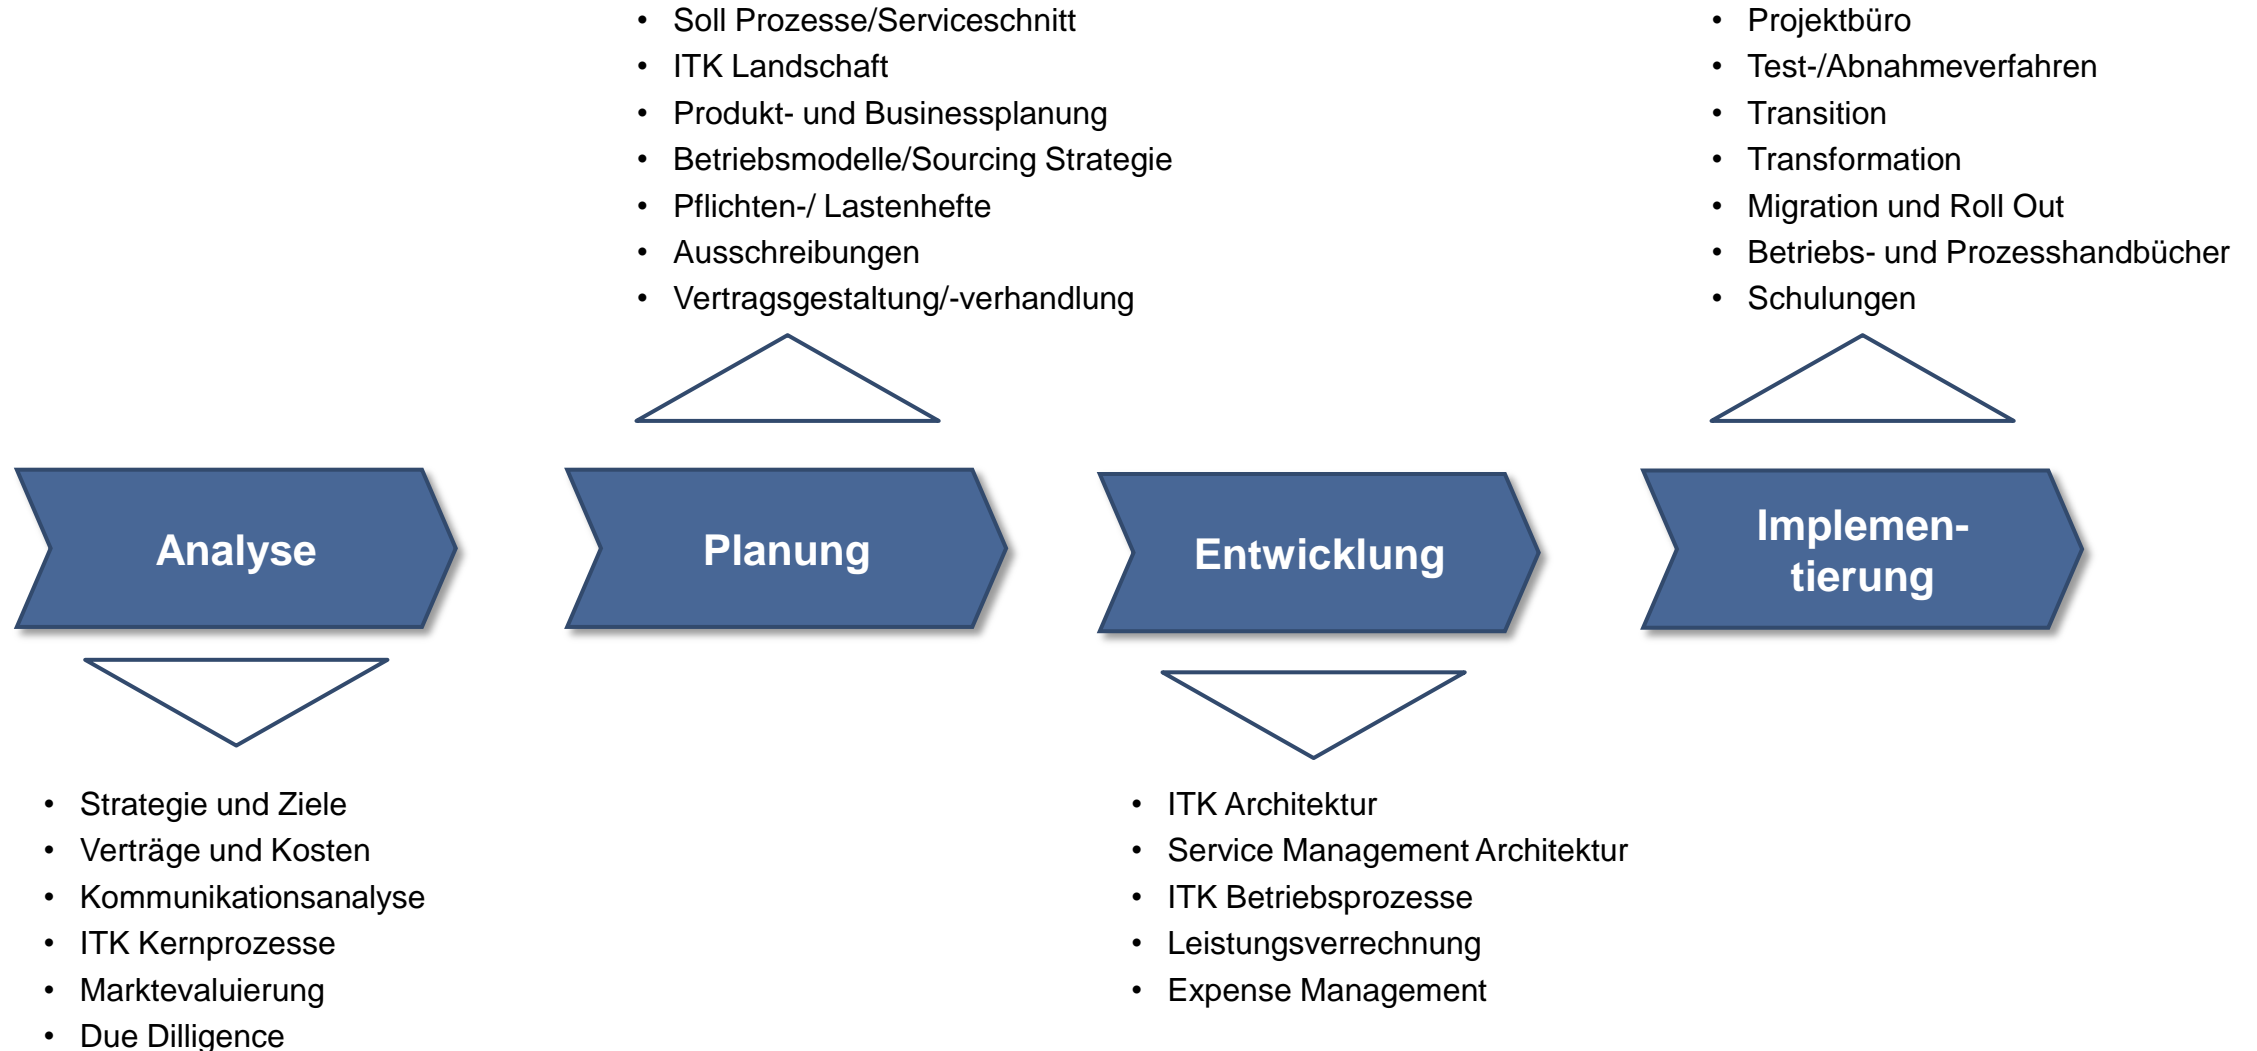 • Soll Prozesse/Serviceschnitt
• ITK Landschaft
• Produkt- und Businessplanung
• Betriebsmodelle/Sourcing Strategie
• Pflichten-/ Lastenhefte
• Ausschreibungen
• Vertragsgestaltung/-verhandlung
• Projektbüro
• Test-/Abnahmeverfahren
• Transition
• Transformation
• Migration und Roll Out
• Betriebs- und Prozesshandbücher
• Schulungen
Analyse
Planung
Entwicklung
Implemen-
tierung
• Strategie und Ziele
• Verträge und Kosten
• Kommunikationsanalyse
• ITK Kernprozesse
• Marktevaluierung
• Due Dilligence
• ITK Architektur
• Service Management Architektur
• ITK Betriebsprozesse
• Leistungsverrechnung
• Expense Management